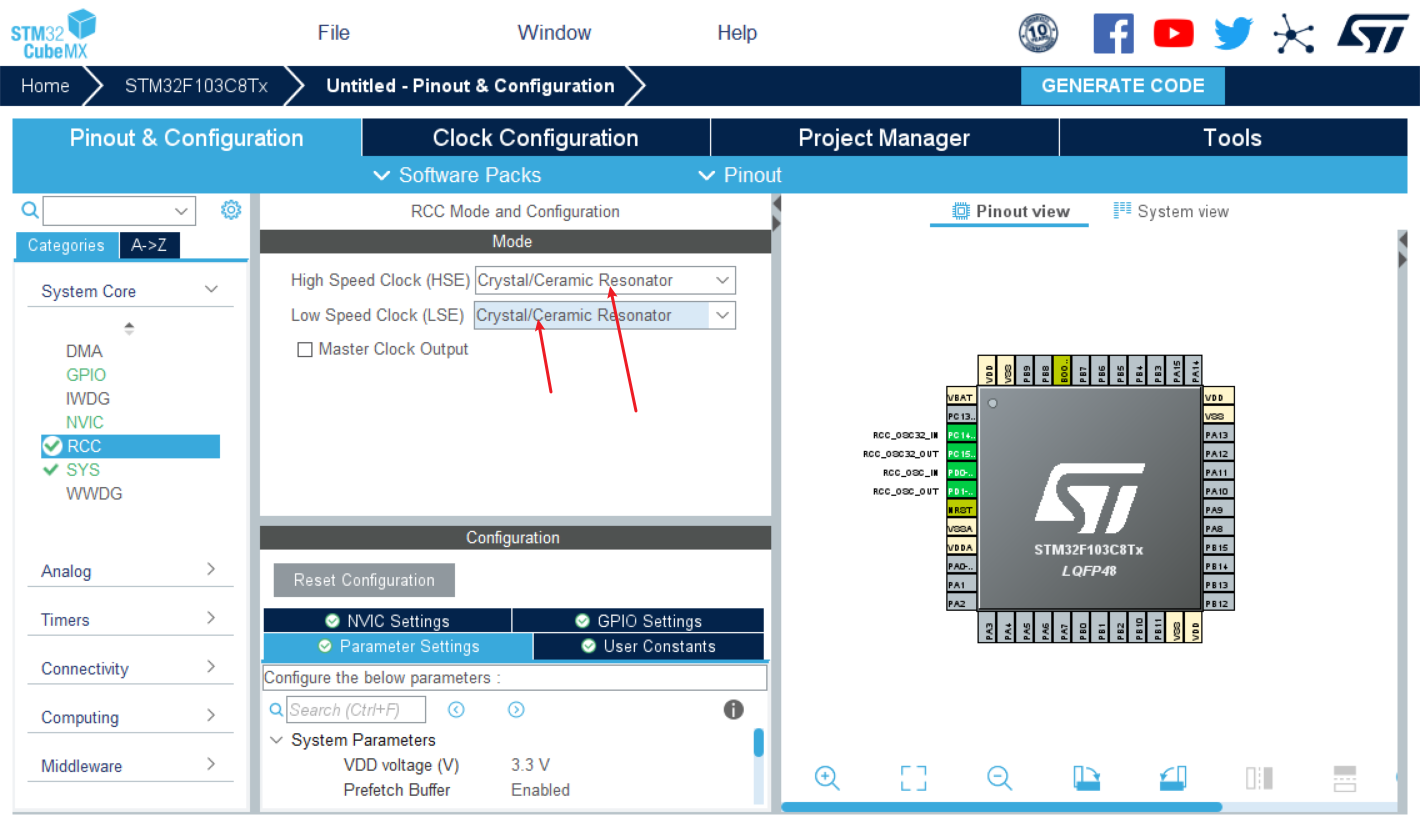 STM32
CubeMX
File
Window
Help
10
Home
STM32F103C8Tx
Untitled - Pinout & Configuration
GENERATE CODE
Pinout & Configuration
Clock Configuration
Project Manager
Tools
Software Packs
Pinout
Categories
A->Z
System Core
DMA
GPIO
IWDG
NVIC
RCC
SYS
WWDG
Analog
Timers
Connectivity
Computing
Middleware
RCC Mode and Configuration
Mode
High Speed Clock (HSE) Crystal/Ceramic Resonator
Low Speed Clock (LSE) Crystal/Ceramic Resonator
Master Clock Output
Configuration
Reset Configuration
NVIC Settings
GPIO Settings
Parameter Settings
User Constants
Configure the below parameters :
Search (Ctrl+F)
System Parameters
VDD voltage (V) 3.3 V
Prefetch Buffer Enabled
Pinout view
System view
VDD VSS PB9 PB8 BOO.. PB7 PB6 PB5 PB4 PB3 PA15 PA14
VBAT
PC13..
RCC_OSC32_IN PC14..
RCC_OSC32_OUT PC15..
RCC_OSC_IN PD0-..
RCC_OSC_OUT PD1-..
NRST
VSSA
VDDA
PA0-..
PA1
PA2
STM32F103C8Tx
LQFP48
VDD
VSS
PA13
PA12
PA11
PA10
PA9
PA8
PB15
PB14
PB13
PB12
PA3 PA4 PA5 PA6 PA7 PB0 PB1 PB2 PB10 PB11 VSS VDD